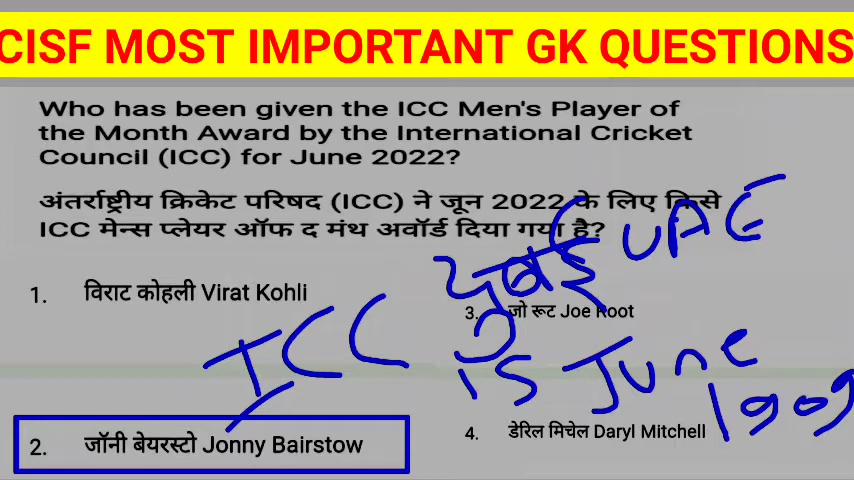 CISF MOST IMPORTANT GK QUESTIONS
Who has been given the ICC Men's Player of
the Month Award by the International Cricket
Council (ICC) for June 2022?
अंतर्राष्ट्रीय क्रिकेट परिषद (ICC) ने जून 2022 के लिए किसे
ICC मेन्स प्लेयर ऑफ द मंथ अवॉर्ड दिया गया है?
1. विराट कोहली Virat Kohli
2. जॉनी बेयरस्टो Jonny Bairstow
3. जो रूट Joe Root
4. डेरिल मिचेल Daryl Mitchell
ICC
UAE
15 June
1909